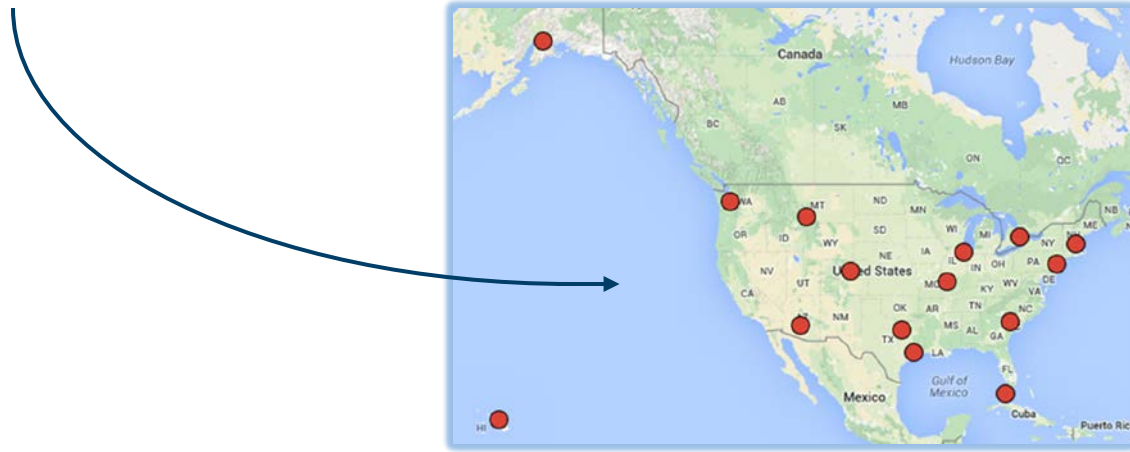 Canada
Hudson Bay
AB
MB
BC
SK
ON
QC
WA
MT
ND
MN
NB
ME
OR
ID
SD
WI
MI
NY
WY
IA
NE
IL
IN
OH
PA
NV
UT
United States
MO
KY
WV
DE
VA
CA
NM
OK
AR
TN
NC
TX
MS
AL
GA
LA
FL
Gulf of
Mexico
Mexico
Cuba
Puerto Ric
HI